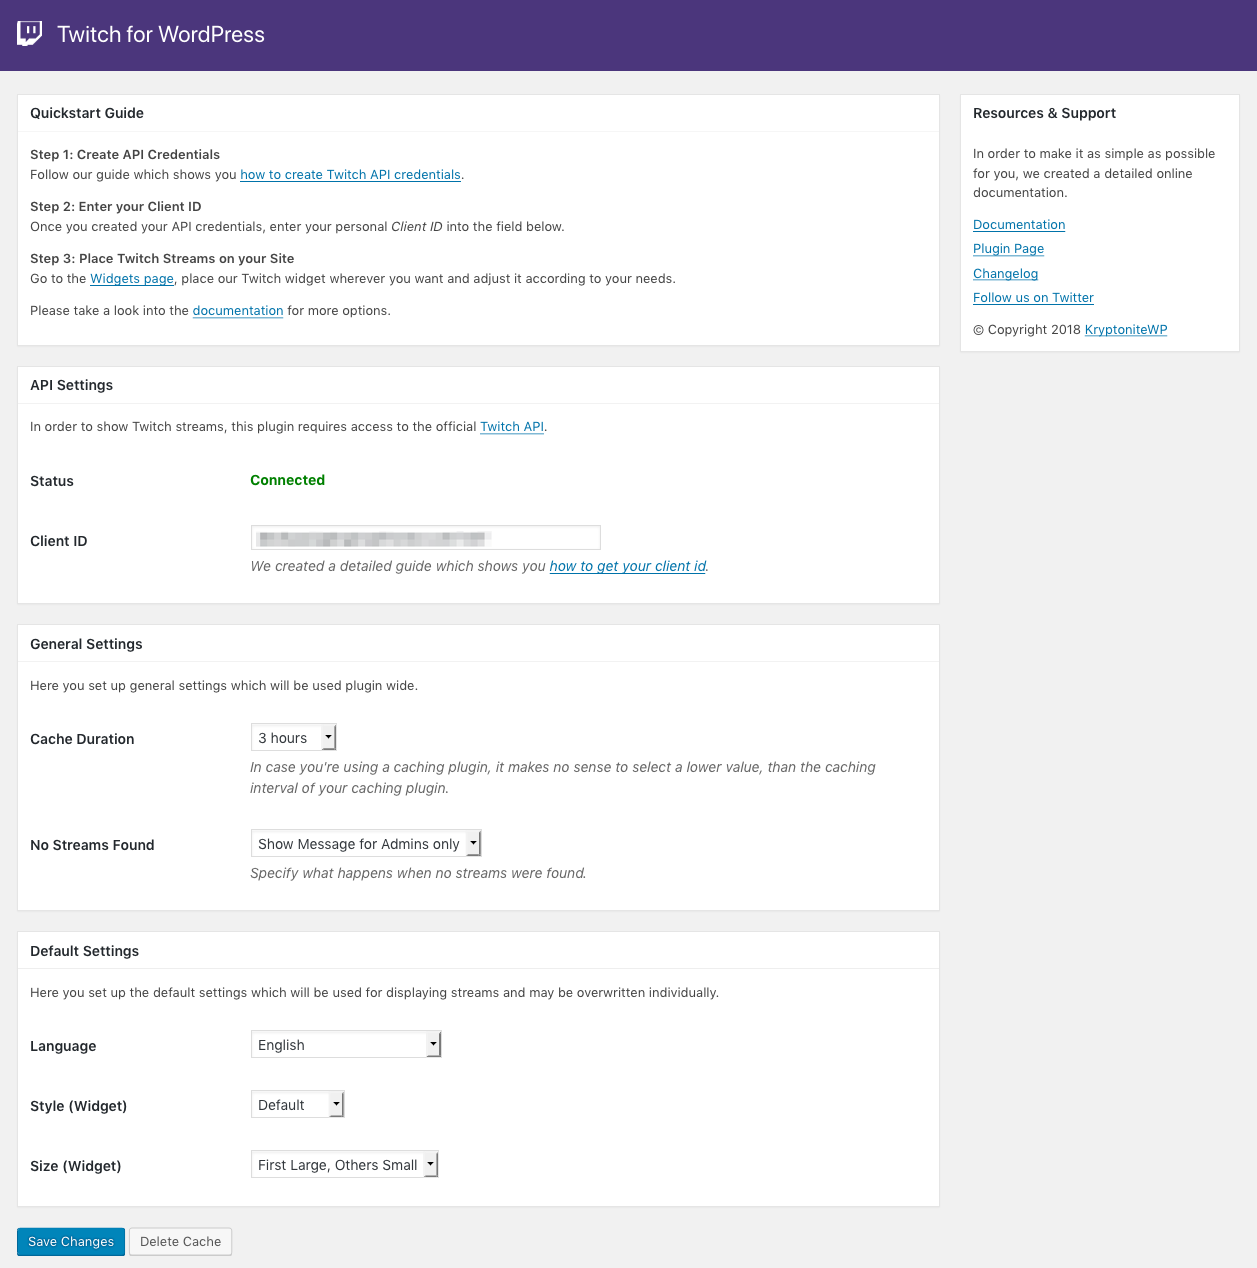 Twitch for WordPress
Quickstart Guide
Step 1: Create API Credentials
Follow our guide which shows you how to create Twitch API credentials.
Step 2: Enter your Client ID
Once you created your API credentials, enter your personal Client ID into the field below.
Step 3: Place Twitch Streams on your Site
Go to the Widgets page, place our Twitch widget wherever you want and adjust it according to your needs.
Please take a look into the documentation for more options.
Resources & Support
In order to make it as simple as possible
for you, we created a detailed online
documentation.
Documentation
Plugin Page
Changelog
Follow us on Twitter
© Copyright 2018 KryptoniteWP
API Settings
In order to show Twitch streams, this plugin requires access to the official Twitch API.
Status Connected
Client ID
We created a detailed guide which shows you how to get your client id.
General Settings
Here you set up general settings which will be used plugin wide.
Cache Duration 3 hours
In case you're using a caching plugin, it makes no sense to select a lower value, than the caching
interval of your caching plugin.
No Streams Found Show Message for Admins only
Specify what happens when no streams were found.
Default Settings
Here you set up the default settings which will be used for displaying streams and may be overwritten individually.
Language English
Style (Widget) Default
Size (Widget) First Large, Others Small
Save Changes Delete Cache